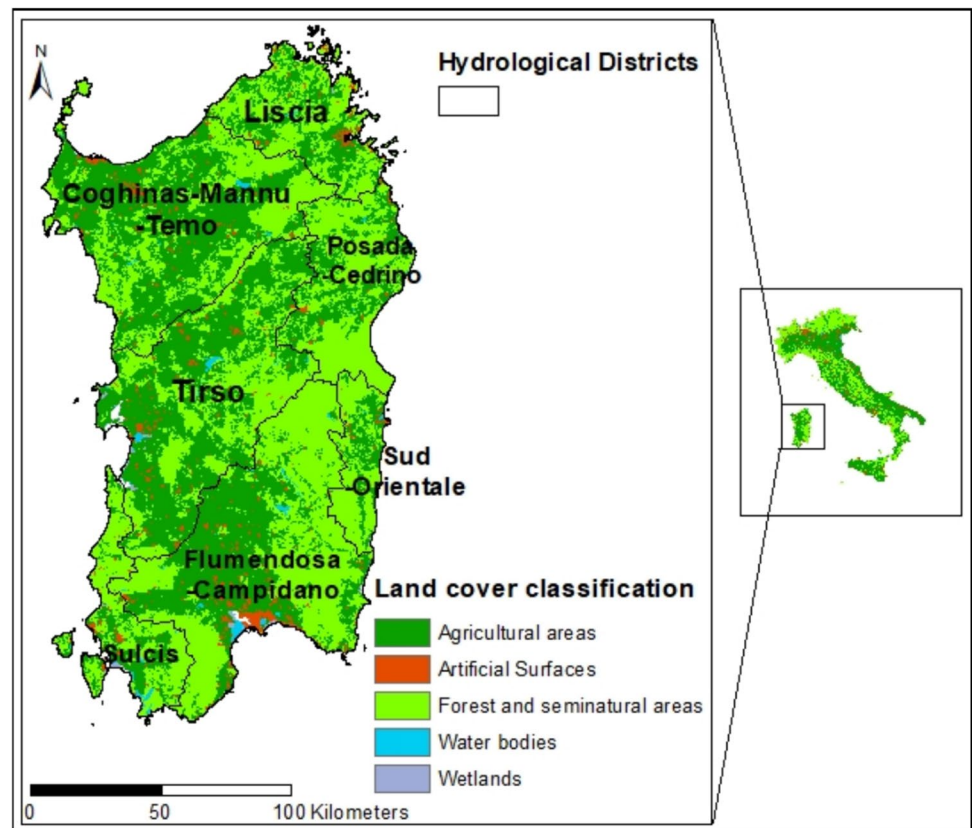 N
Hydrological Districts
Liscia
Coghinas-Mannu
-Temo
Posada
-Cedrino
Tirso
Sud
-Orientale
Flumendosa
-Campidano
Sulcis
Land cover classification
Agricultural areas
Artificial Surfaces
Forest and seminatural areas
Water bodies
Wetlands
0 50 100 Kilometers